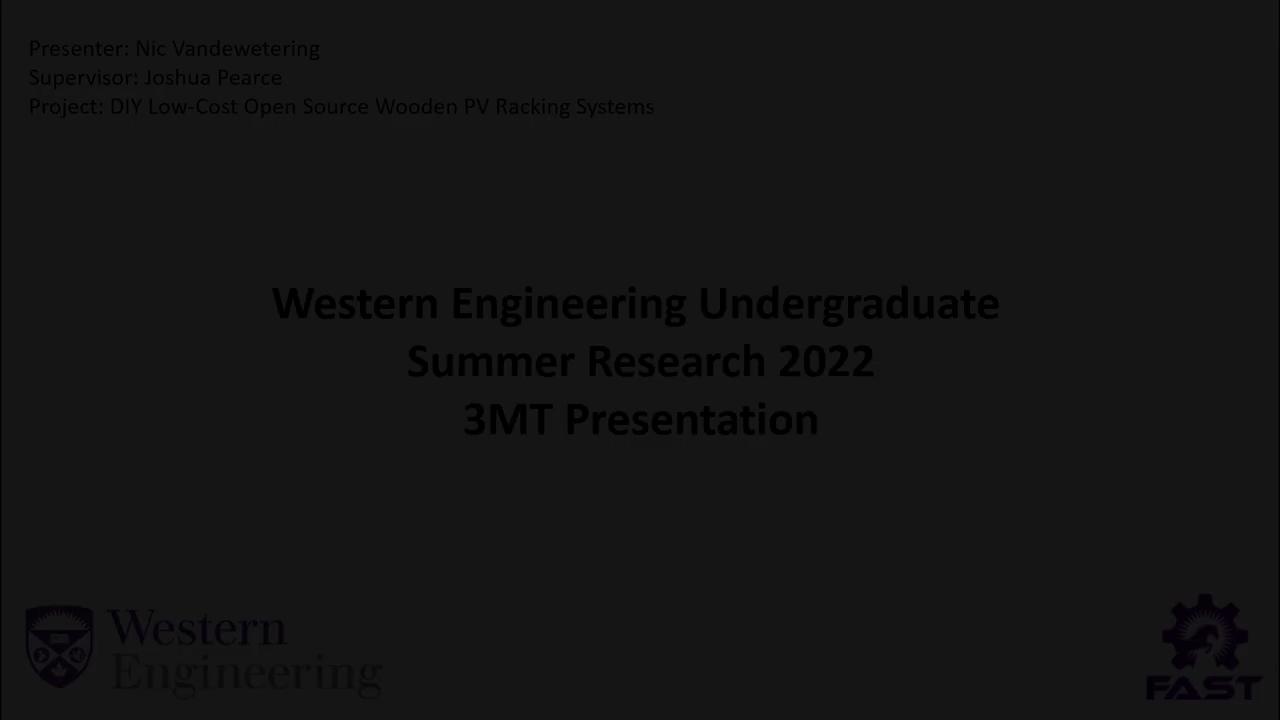 Presenter: Nic Vandewetering
Supervisor: Joshua Pearce
Project: DIY Low-Cost Open Source Wooden PV Racking Systems
Western Engineering Undergraduate
Summer Research 2022
3MT Presentation
Western
Engineering
FAST